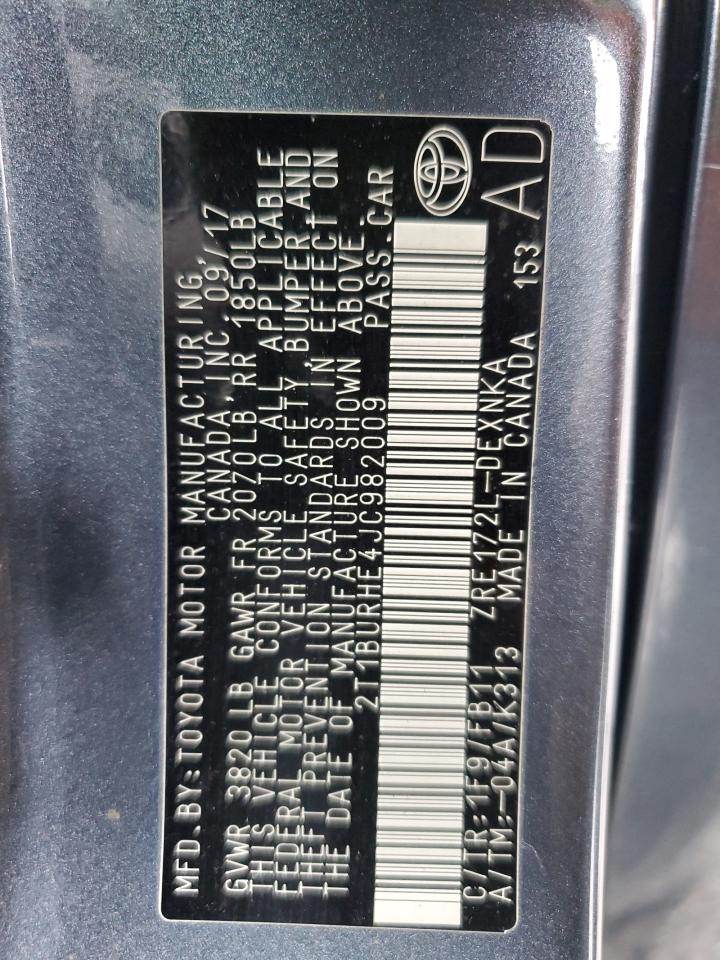 MFD.BY:TOYOTA MOTOR MANUFACTURING,
CANADA,INC.09/17
GVWR 3820LB GAWR FR 2070LB RR 1850LB
THIS VEHICLE CONFORMS TO ALL APPLICABLE
FEDERAL MOTOR VEHICLE SAFETY,BUMPER,AND
THEFT PREVENTION STANDARDS IN EFFECT ON
THE DATE OF MANUFACTURE SHOWN ABOVE.
2T1BURHE4JC982009 PASS.CAR
C/TR:1F9/FB11 ZRE172L-DEXNKA
A/TM:-04A/K313 MADE IN CANADA 153
AD